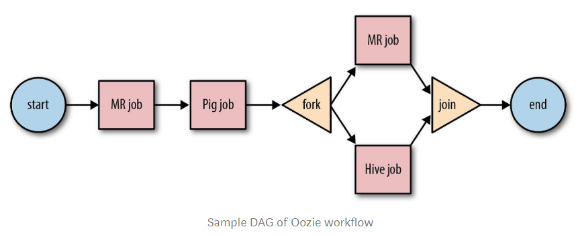 MR job
start
MR job
Pig job
fork
join
end
Hive job
Sample DAG of Oozie workflow